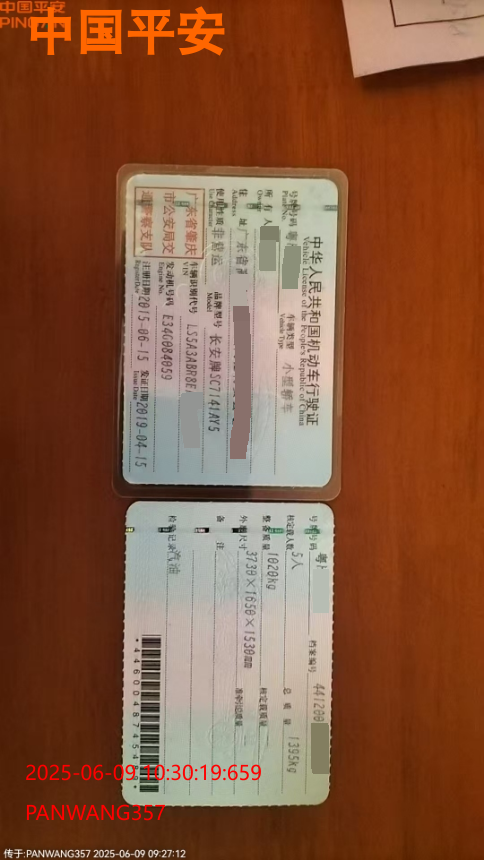 中国平安
中国平安
PING
中华人民共和国机动车行驶证
Vehicle License of the People's Republic of China
号牌号码 粤 车辆类型 小型轿车
Plate No. Vehicle Type
所有人
Owner
住址 广东省
Address
使用性质 非营运 品牌型号 长安牌SC7141AY5
Use Character Model
广东省肇庆
市公安局交
通警察支队
车辆识别代号 LSSA3ABR8E
VIN
发动机号码 E34G084059
Engine No.
注册日期 2015-06-15 发证日期 2019-04-15
Register Date Issue Date
号牌号码 粤 档案编号 441200
核定载人数 5人 总质量 1395kg
整备质量 1020kg 核定载质量
外廓尺寸 3730×1650×1530mm 准牵引总质量
备注
检验记录 汽油
2025-06-09 10:30:19:659
PANWANG357
传于:PANWANG357 2025-06-09 09:27:12